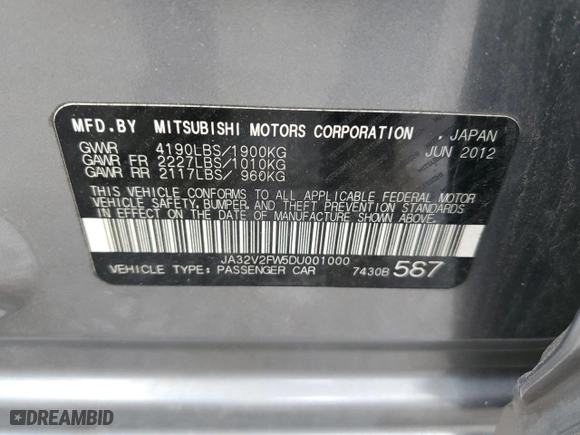 MFD.BY MITSUBISHI MOTORS CORPORATION . JAPAN
GVWR 4190LBS/1900KG JUN 2012
GAWR FR 2227LBS/1010KG
GAWR RR 2117LBS/ 960KG
THIS VEHICLE CONFORMS TO ALL APPLICABLE FEDERAL MOTOR
VEHICLE SAFETY, BUMPER, AND THEFT PREVENTION STANDARDS
IN EFFECT ON THE DATE OF MANUFACTURE SHOWN ABOVE.
JA32V2FW5DU001000
VEHICLE TYPE: PASSENGER CAR 7430B 587
DREAMBID